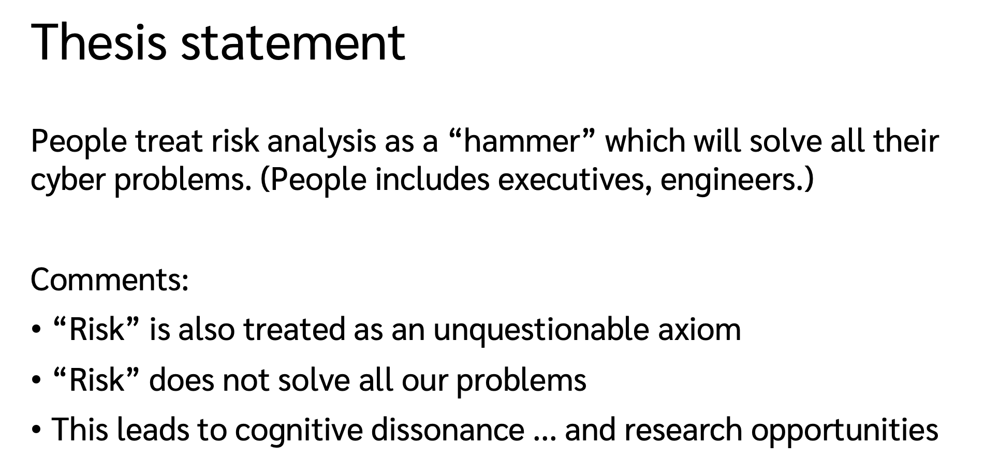 Thesis statement
People treat risk analysis as a “hammer” which will solve all their
cyber problems. (People includes executives, engineers.)
Comments:
• “Risk” is also treated as an unquestionable axiom
• “Risk” does not solve all our problems
• This leads to cognitive dissonance ... and research opportunities